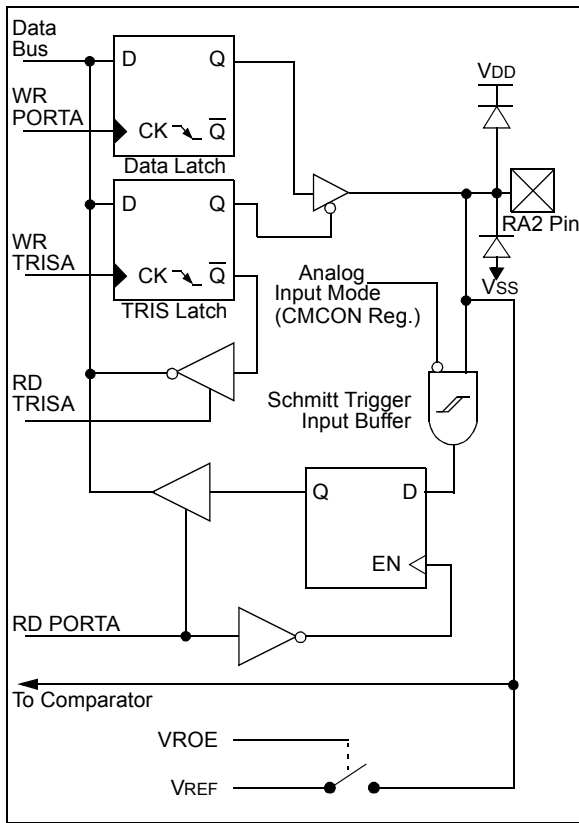 Data
Bus
D
Q
WR
PORTA
CK
Q̅
Data Latch
VDD
D
Q
RA2 Pin
WR
TRISA
CK
Q̅
TRIS Latch
VSS
Analog
Input Mode
(CMCON Reg.)
RD
TRISA
Schmitt Trigger
Input Buffer
Q
D
EN
RD PORTA
To Comparator
VROE
VREF